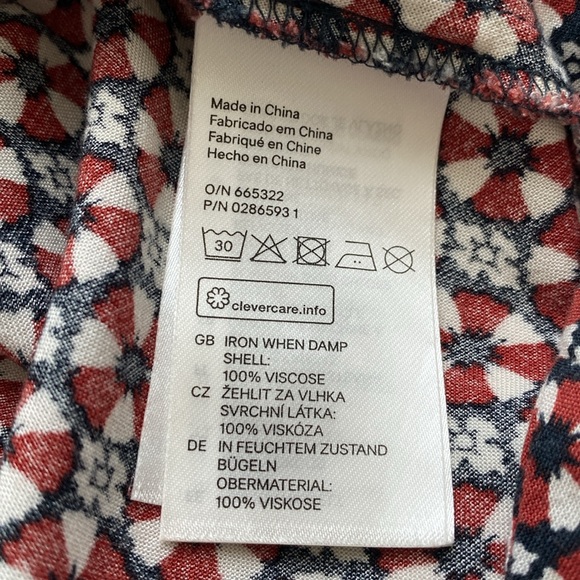 Made in China
Fabricado em China
Fabriqué en Chine
Hecho en China
O/N 665322
P/N 0286593 1
30
clevercare.info
GB IRON WHEN DAMP
SHELL:
100% VISCOSE
CZ ŽEHLIT ZA VLHKA
SVRCHNÍ LÁTKA:
100% VISKÓZA
DE IN FEUCHTEM ZUSTAND
BÜGELN
OBERMATERIAL:
100% VISKOSE